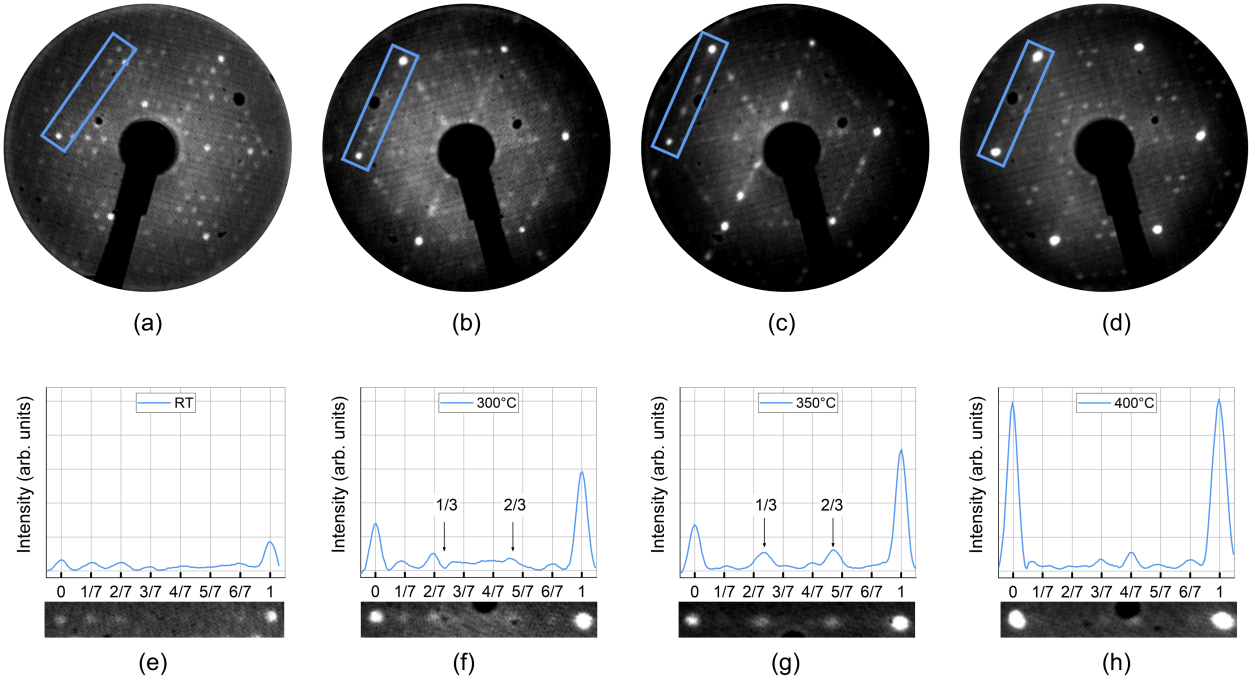 (a)
(b)
(c)
(d)
Intensity (arb. units)
RT
0 1/7 2/7 3/7 4/7 5/7 6/7 1
(e)
Intensity (arb. units)
300°C
1/3 2/3
0 1/7 2/7 3/7 4/7 5/7 6/7 1
(f)
Intensity (arb. units)
350°C
1/3 2/3
0 1/7 2/7 3/7 4/7 5/7 6/7 1
(g)
Intensity (arb. units)
400°C
0 1/7 2/7 3/7 4/7 5/7 6/7 1
(h)